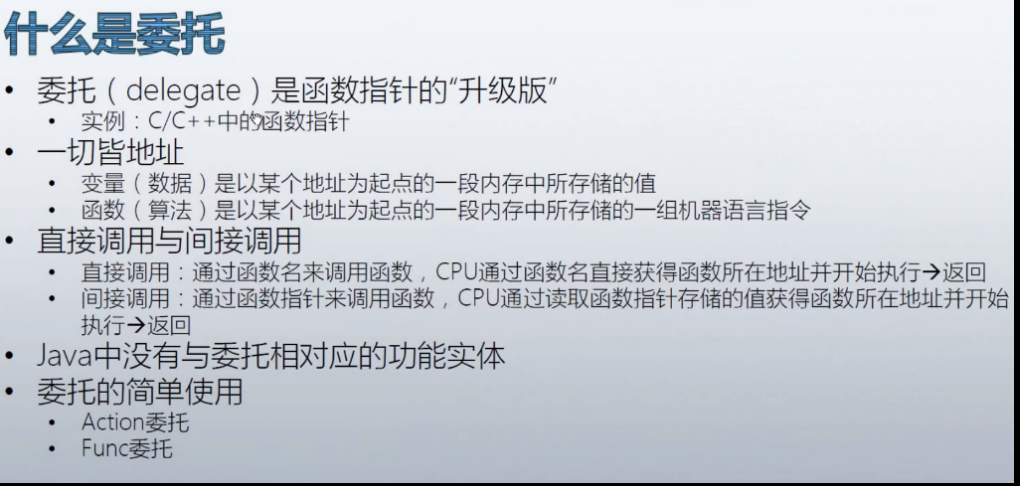 什么是委托
• 委托（delegate）是函数指针的“升级版”
• 实例：C/C++中的函数指针
• 一切皆地址
• 变量（数据）是以某个地址为起点的一段内存中所存储的值
• 函数（算法）是以某个地址为起点的一段内存中所存储的一组机器语言指令
• 直接调用与间接调用
• 直接调用：通过函数名来调用函数，CPU通过函数名直接获得函数所在地址并开始执行→返回
• 间接调用：通过函数指针来调用函数，CPU通过读取函数指针存储的值获得函数所在地址并开始
执行→返回
• Java中没有与委托相对应的功能实体
• 委托的简单使用
• Action委托
• Func委托